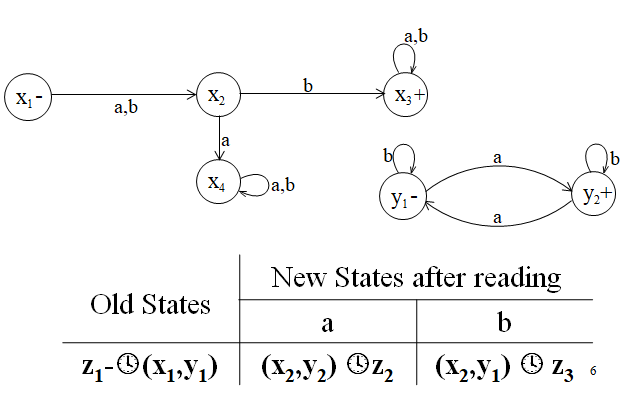 a,b
x₁- a,b x₂ b x₃+
a
x₄ a,b
b a b
y₁- a y₂+
New States after reading
Old States
a b
z₁-🕒(x₁,y₁) (x₂,y₂) 🕒z₂ (x₂,y₁) 🕒 z₃ 6